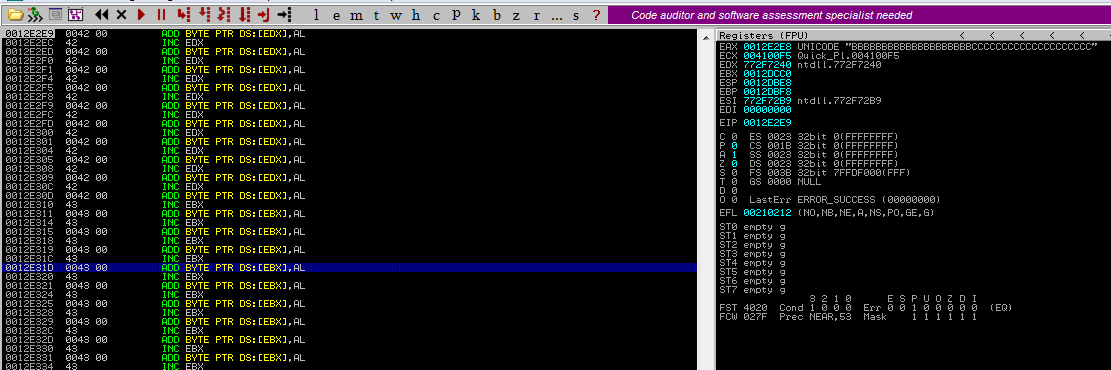 l e m t w h c p k b z r ... s ?
Code auditor and software assessment specialist needed
0012E2E9 0042 00 ADD BYTE PTR DS:[EDX],AL
0012E2EC 42 INC EDX
0012E2ED 0042 00 ADD BYTE PTR DS:[EDX],AL
0012E2F0 42 INC EDX
0012E2F1 0042 00 ADD BYTE PTR DS:[EDX],AL
0012E2F4 42 INC EDX
0012E2F5 0042 00 ADD BYTE PTR DS:[EDX],AL
0012E2F8 42 INC EDX
0012E2F9 0042 00 ADD BYTE PTR DS:[EDX],AL
0012E2FC 42 INC EDX
0012E2FD 0042 00 ADD BYTE PTR DS:[EDX],AL
0012E300 42 INC EDX
0012E301 0042 00 ADD BYTE PTR DS:[EDX],AL
0012E304 42 INC EDX
0012E305 0042 00 ADD BYTE PTR DS:[EDX],AL
0012E308 42 INC EDX
0012E309 0042 00 ADD BYTE PTR DS:[EDX],AL
0012E30C 42 INC EDX
0012E30D 0042 00 ADD BYTE PTR DS:[EDX],AL
0012E310 43 INC EBX
0012E311 0043 00 ADD BYTE PTR DS:[EBX],AL
0012E314 43 INC EBX
0012E315 0043 00 ADD BYTE PTR DS:[EBX],AL
0012E318 43 INC EBX
0012E319 0043 00 ADD BYTE PTR DS:[EBX],AL
0012E31C 43 INC EBX
0012E31D 0043 00 ADD BYTE PTR DS:[EBX],AL
0012E320 43 INC EBX
0012E321 0043 00 ADD BYTE PTR DS:[EBX],AL
0012E324 43 INC EBX
0012E325 0043 00 ADD BYTE PTR DS:[EBX],AL
0012E328 43 INC EBX
0012E329 0043 00 ADD BYTE PTR DS:[EBX],AL
0012E32C 43 INC EBX
0012E32D 0043 00 ADD BYTE PTR DS:[EBX],AL
0012E330 43 INC EBX
0012E331 0043 00 ADD BYTE PTR DS:[EBX],AL
0012E334 43 INC EBX
Registers (FPU) < < < < <
EAX 0012E2E8 UNICODE "BBBBBBBBBBBBBBBBBBBBCCCCCCCCCCCCCCCCCCCC"
ECX 004100F5 Quick_Pl.004100F5
EDX 772F7240 ntdll.772F7240
EBX 0012DCC0
ESP 0012DBE8
EBP 0012DBF8
ESI 772F72B9 ntdll.772F72B9
EDI 00000000
EIP 0012E2E9
C 0 ES 0023 32bit 0(FFFFFFFF)
P 0 CS 001B 32bit 0(FFFFFFFF)
A 1 SS 0023 32bit 0(FFFFFFFF)
Z 0 DS 0023 32bit 0(FFFFFFFF)
S 0 FS 003B 32bit 7FFDF000(FFF)
T 0 GS 0000 NULL
D 0
O 0 LastErr ERROR_SUCCESS (00000000)
EFL 00210212 (NO,NB,NE,A,NS,PO,GE,G)
ST0 empty g
ST1 empty g
ST2 empty g
ST3 empty g
ST4 empty g
ST5 empty g
ST6 empty g
ST7 empty g
3 2 1 0 E S P U O Z D I
FST 4020 Cond 1 0 0 0 Err 0 0 1 0 0 0 0 0 (EQ)
FCW 027F Prec NEAR,53 Mask 1 1 1 1 1 1